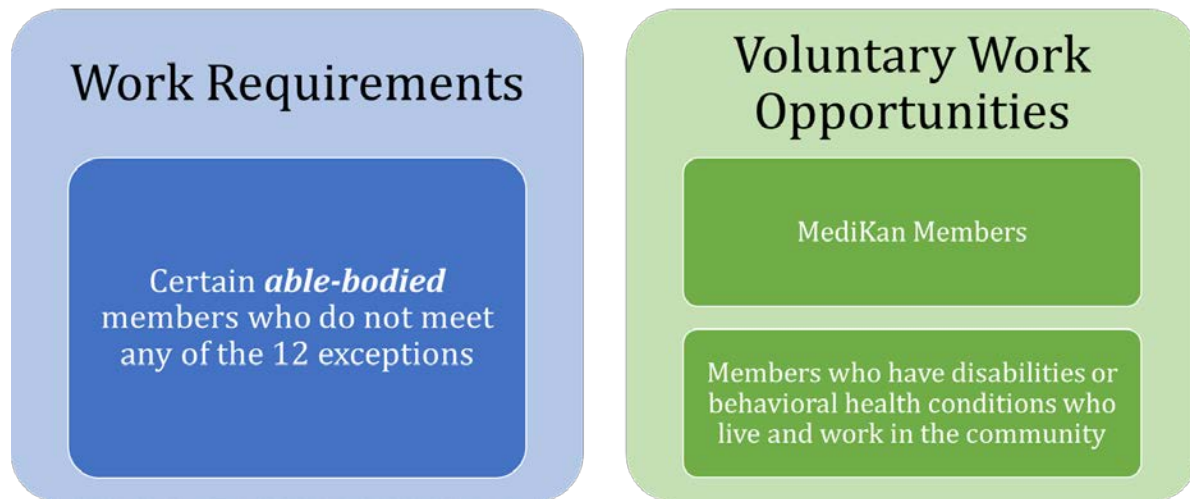 Work Requirements
Certain able-bodied
members who do not meet
any of the 12 exceptions
Voluntary Work
Opportunities
MediKan Members
Members who have disabilities or
behavioral health conditions who
live and work in the community